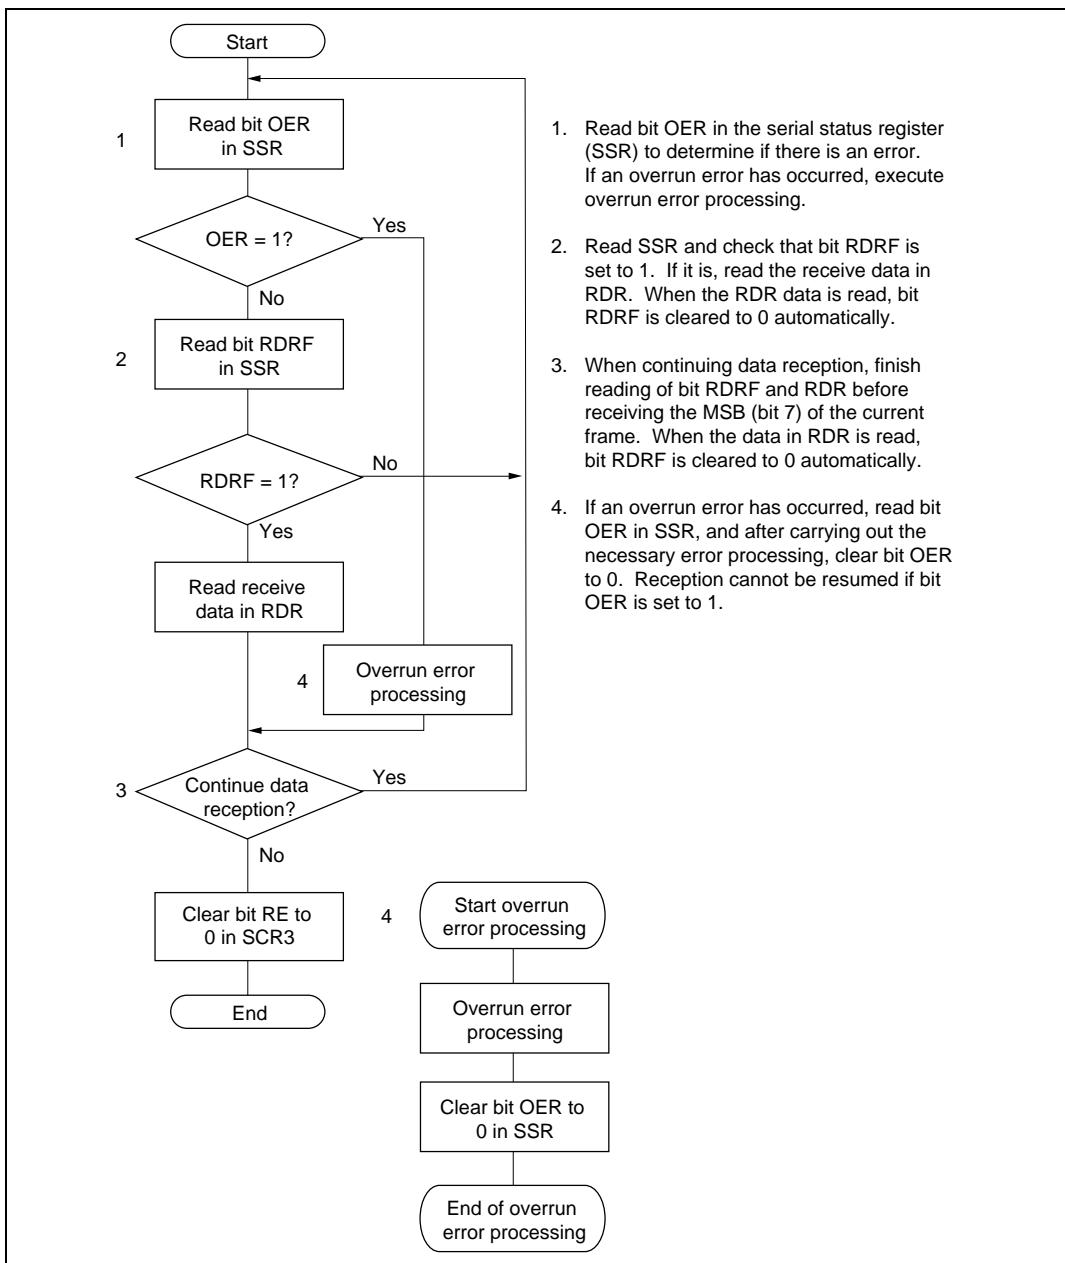 Start
1
Read bit OER
in SSR
OER = 1?
Yes
No
2
Read bit RDRF
in SSR
RDRF = 1?
No
Yes
Read receive
data in RDR
4
Overrun error
processing
3
Continue data
reception?
Yes
No
Clear bit RE to
0 in SCR3
End
4
Start overrun
error processing
Overrun error
processing
Clear bit OER to
0 in SSR
End of overrun
error processing
1. Read bit OER in the serial status register
(SSR) to determine if there is an error.
If an overrun error has occurred, execute
overrun error processing.
2. Read SSR and check that bit RDRF is
set to 1. If it is, read the receive data in
RDR. When the RDR data is read, bit
RDRF is cleared to 0 automatically.
3. When continuing data reception, finish
reading of bit RDRF and RDR before
receiving the MSB (bit 7) of the current
frame. When the data in RDR is read,
bit RDRF is cleared to 0 automatically.
4. If an overrun error has occurred, read bit
OER in SSR, and after carrying out the
necessary error processing, clear bit OER
to 0. Reception cannot be resumed if bit
OER is set to 1.